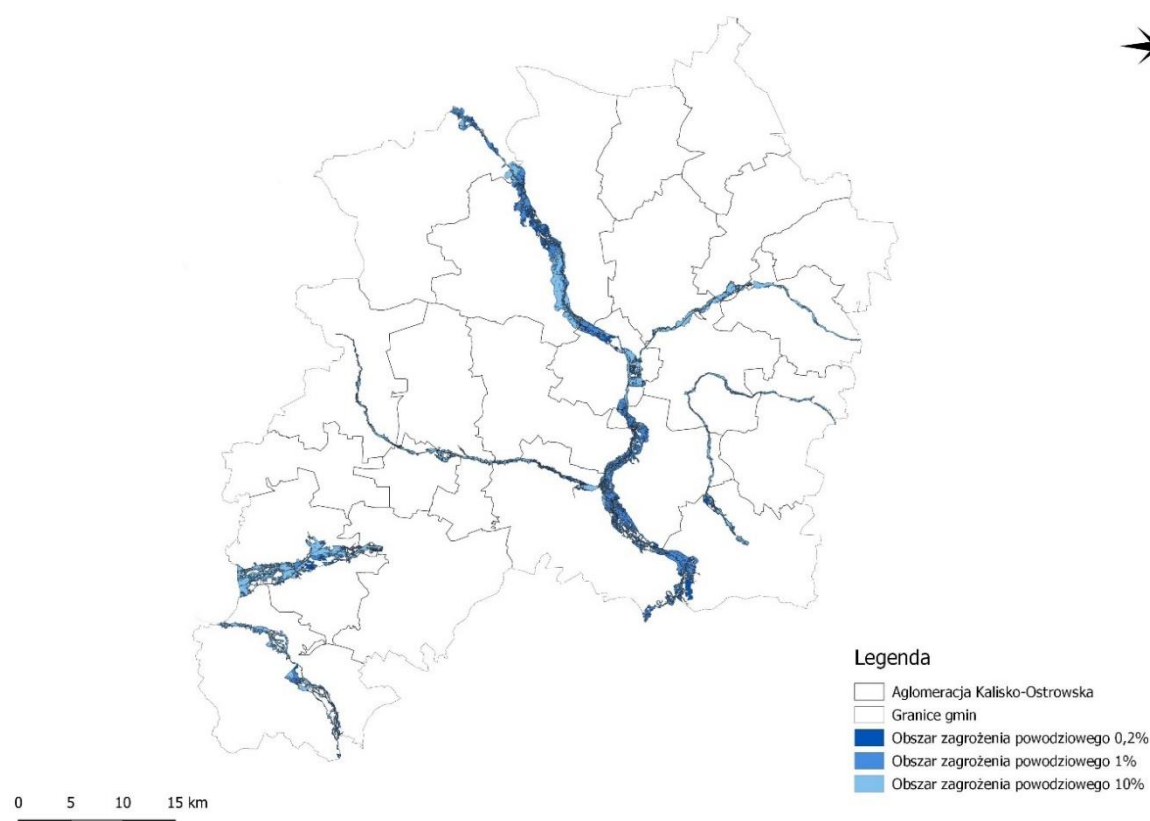 Legenda
Aglomeracja Kalisko-Ostrowska
Granice gmin
Obszar zagrożenia powodziowego 0,2%
Obszar zagrożenia powodziowego 1%
Obszar zagrożenia powodziowego 10%
0 5 10 15 km